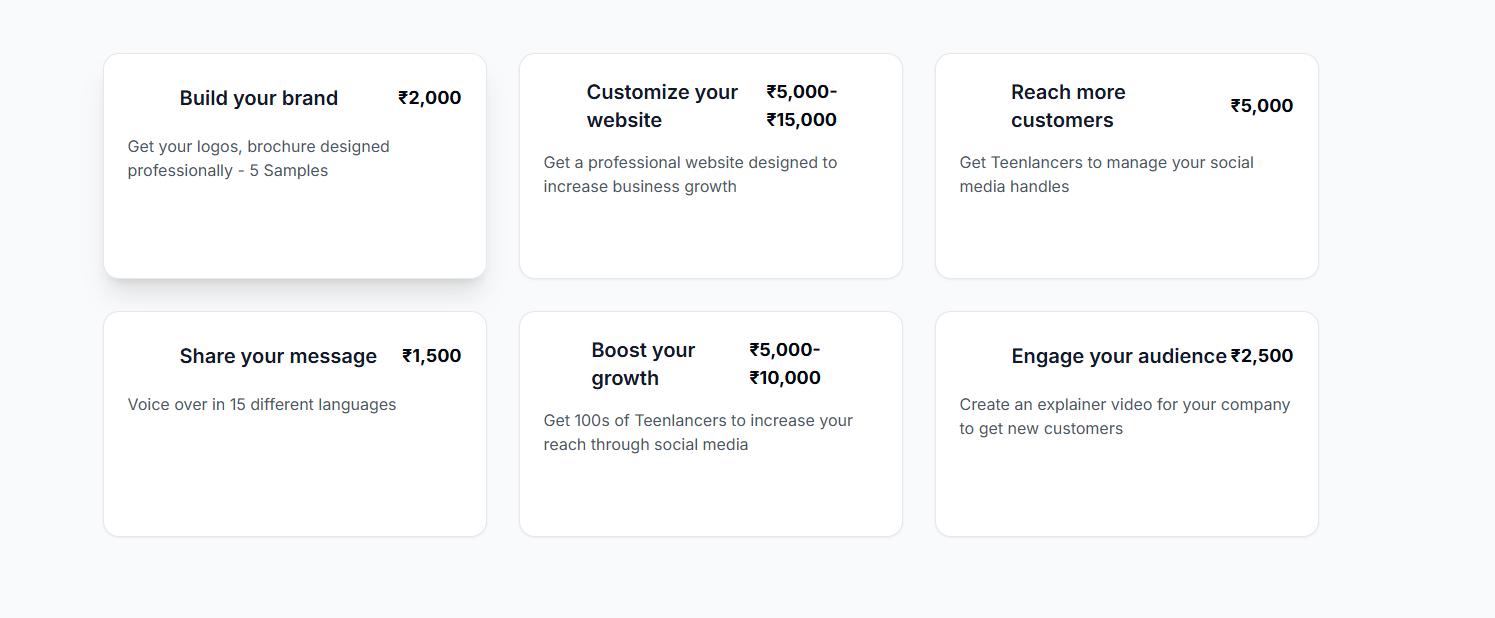 Build your brand ₹2,000
Get your logos, brochure designed
professionally - 5 Samples
Customize your ₹5,000-
website ₹15,000
Get a professional website designed to
increase business growth
Reach more
customers
₹5,000
Get Teenlancers to manage your social
media handles
Share your message ₹1,500
Voice over in 15 different languages
Boost your ₹5,000-
growth ₹10,000
Get 100s of Teenlancers to increase your
reach through social media
Engage your audience ₹2,500
Create an explainer video for your company
to get new customers